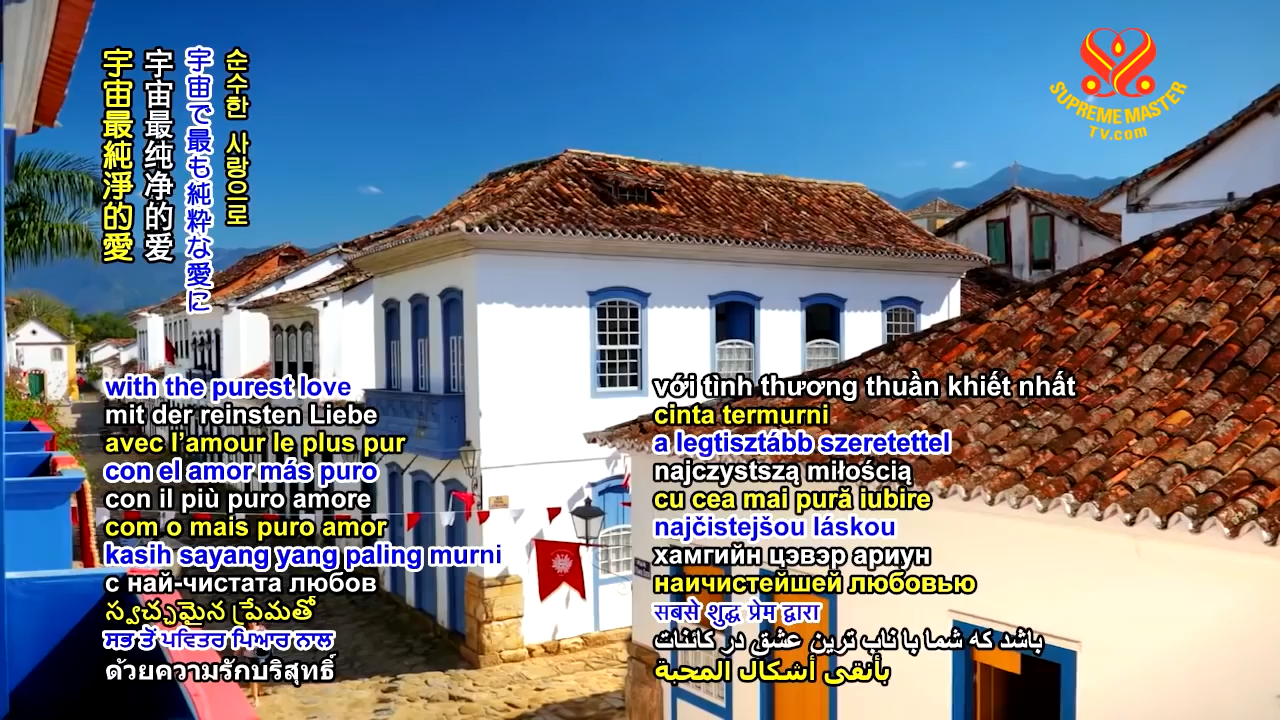 宇宙最純淨的愛
宇宙最纯净的爱
宇宙で最も純粋な愛に
순수한 사랑으로
SUPREME MASTER
TV.com
with the purest love
mit der reinsten Liebe
avec l’amour le plus pur
con el amor más puro
con il più puro amore
com o mais puro amor
kasih sayang yang paling murni
с най-чистата любов
స్వచ్ఛమైన ప్రేమతో
ਸਭ ਤੋਂ ਪਵਿਤਰ ਪਿਆਰ ਨਾਲ
ด้วยความรักบริสุทธิ์
với tình thương thuần khiết nhất
cinta termurni
a legtisztább szeretettel
najczystszą miłością
cu cea mai pură iubire
najčistejšou láskou
хамгийн цэвэр ариун
наичистейшей любовью
सबसे शुद्ध प्रेम द्वारा
باشد که شما با ناب ترین عشق در کائنات
بأنقى أشكال المحبة